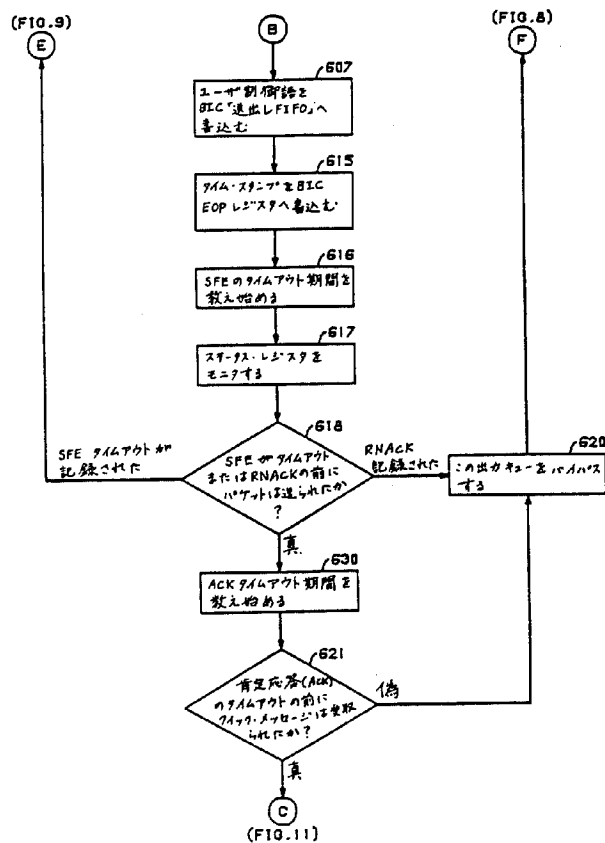 (FIG.9)
(FIG.8)
E
B
F
607
ユーザ制御語を
BIC「送出しFIFO」へ
書込む
615
タイム・スタンプをBIC
EOP レジスタへ書込む
616
SFEのタイムアウト期間を
数え始める
617
ステータス・レジスタを
モニタする
618
SFE タイムアウトが
記録された
SFEがタイムアウト
またはRNACKの前に
パケットは送られたか
?
RNACK
記録された
620
この出力キューをバイパス
する
真
630
ACKタイムアウト期間を
数え始める
621
肯定応答(ACK)
のタイムアウトの前に
クイック・メッセージは受取
られたか?
偽
真
C
(FIG.11)